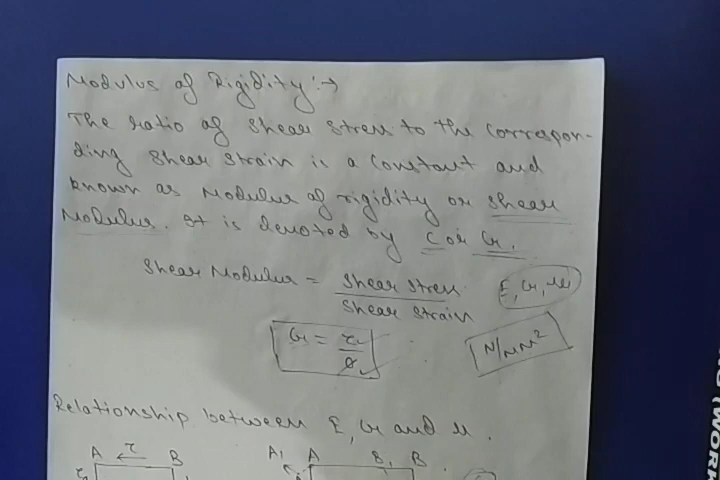 Modulus of Rigidity :→
The ratio of shear stress to the correspon-
ding shear strain is a constant and
known as Modulus of rigidity or shear
Modulus. It is denoted by C or G.
Shear Modulus = Shear stress
Shear strain
E, G, μ
G = τ
φ
N/mm²
Relationship between E, G and μ.
A τ B
A₁ A B₁ B
(WORK